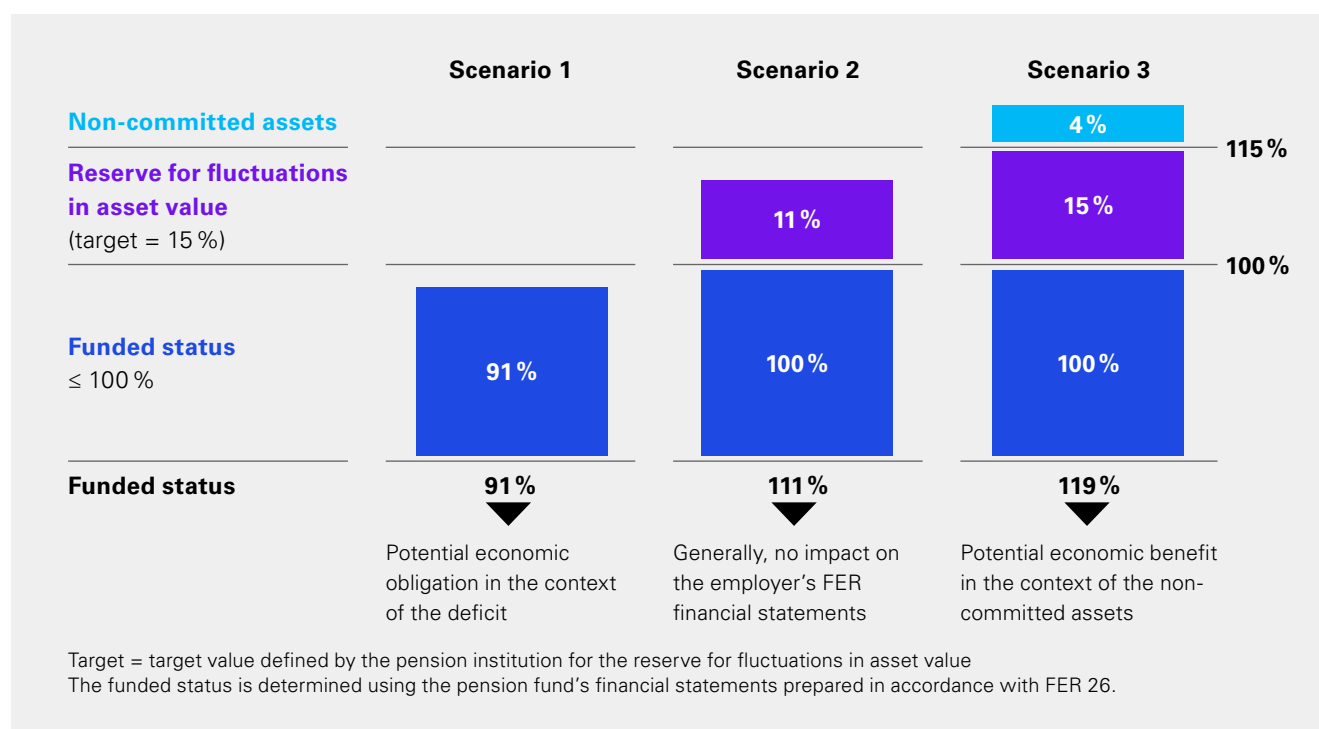 Scenario 1
Scenario 2
Scenario 3
Non-committed assets
4 %
115 %
Reserve for fluctuations
in asset value
(target = 15 %)
11 %
15 %
100 %
Funded status
≤ 100 %
91 %
100 %
100 %
Funded status
91 %
111 %
119 %
Potential economic
obligation in the context
of the deficit
Generally, no impact on
the employer’s FER
financial statements
Potential economic benefit
in the context of the non-
committed assets
Target = target value defined by the pension institution for the reserve for fluctuations in asset value
The funded status is determined using the pension fund’s financial statements prepared in accordance with FER 26.